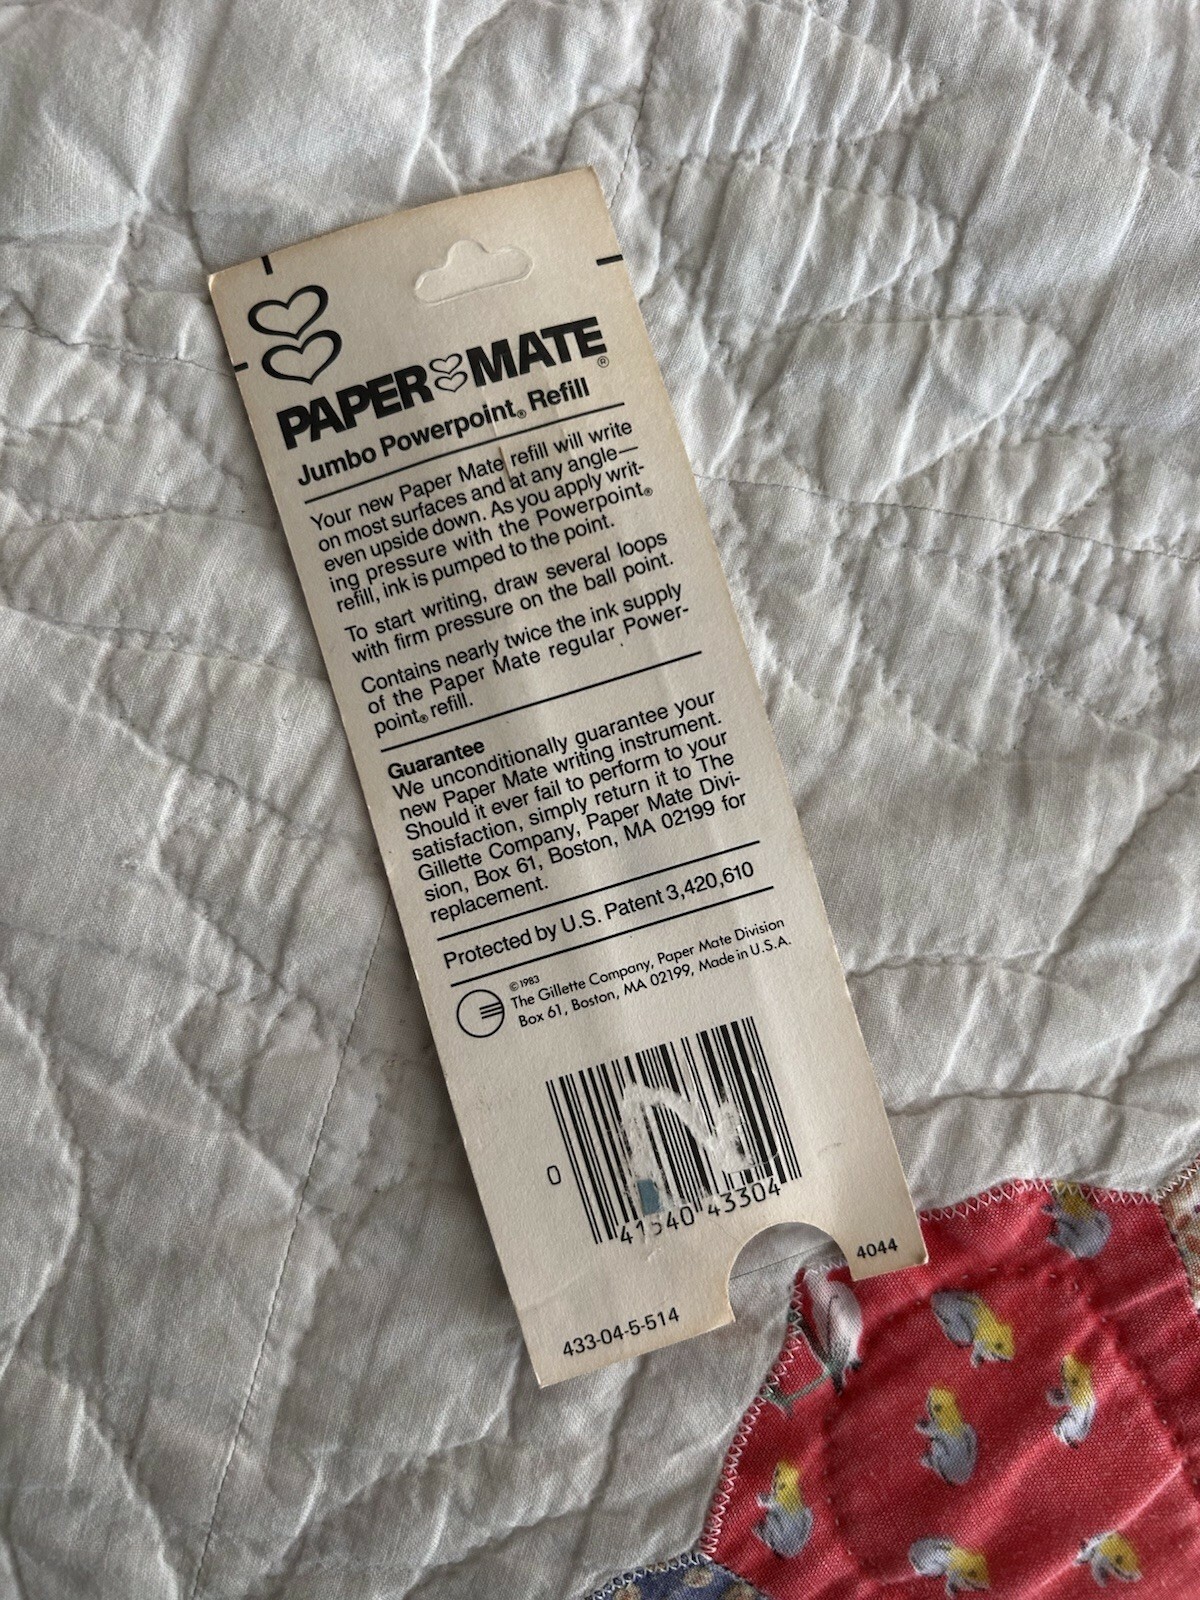 PAPER MATE®
Jumbo Powerpoint® Refill
Your new Paper Mate refill will write
on most surfaces and at any angle—
even upside down. As you apply writ-
ing pressure with the Powerpoint®
refill, ink is pumped to the point.
To start writing, draw several loops
with firm pressure on the ball point.
Contains nearly twice the ink supply
of the Paper Mate regular Power-
point® refill.
Guarantee
We unconditionally guarantee your
new Paper Mate writing instrument.
Should it ever fail to perform to your
satisfaction, simply return it to The
Gillette Company, Paper Mate Divi-
sion, Box 61, Boston, MA 02199 for
replacement.
Protected by U.S. Patent 3,420,610
©1983
The Gillette Company, Paper Mate Division
Box 61, Boston, MA 02199, Made in U.S.A.
0 41540 43304
4044
433-04-5-514